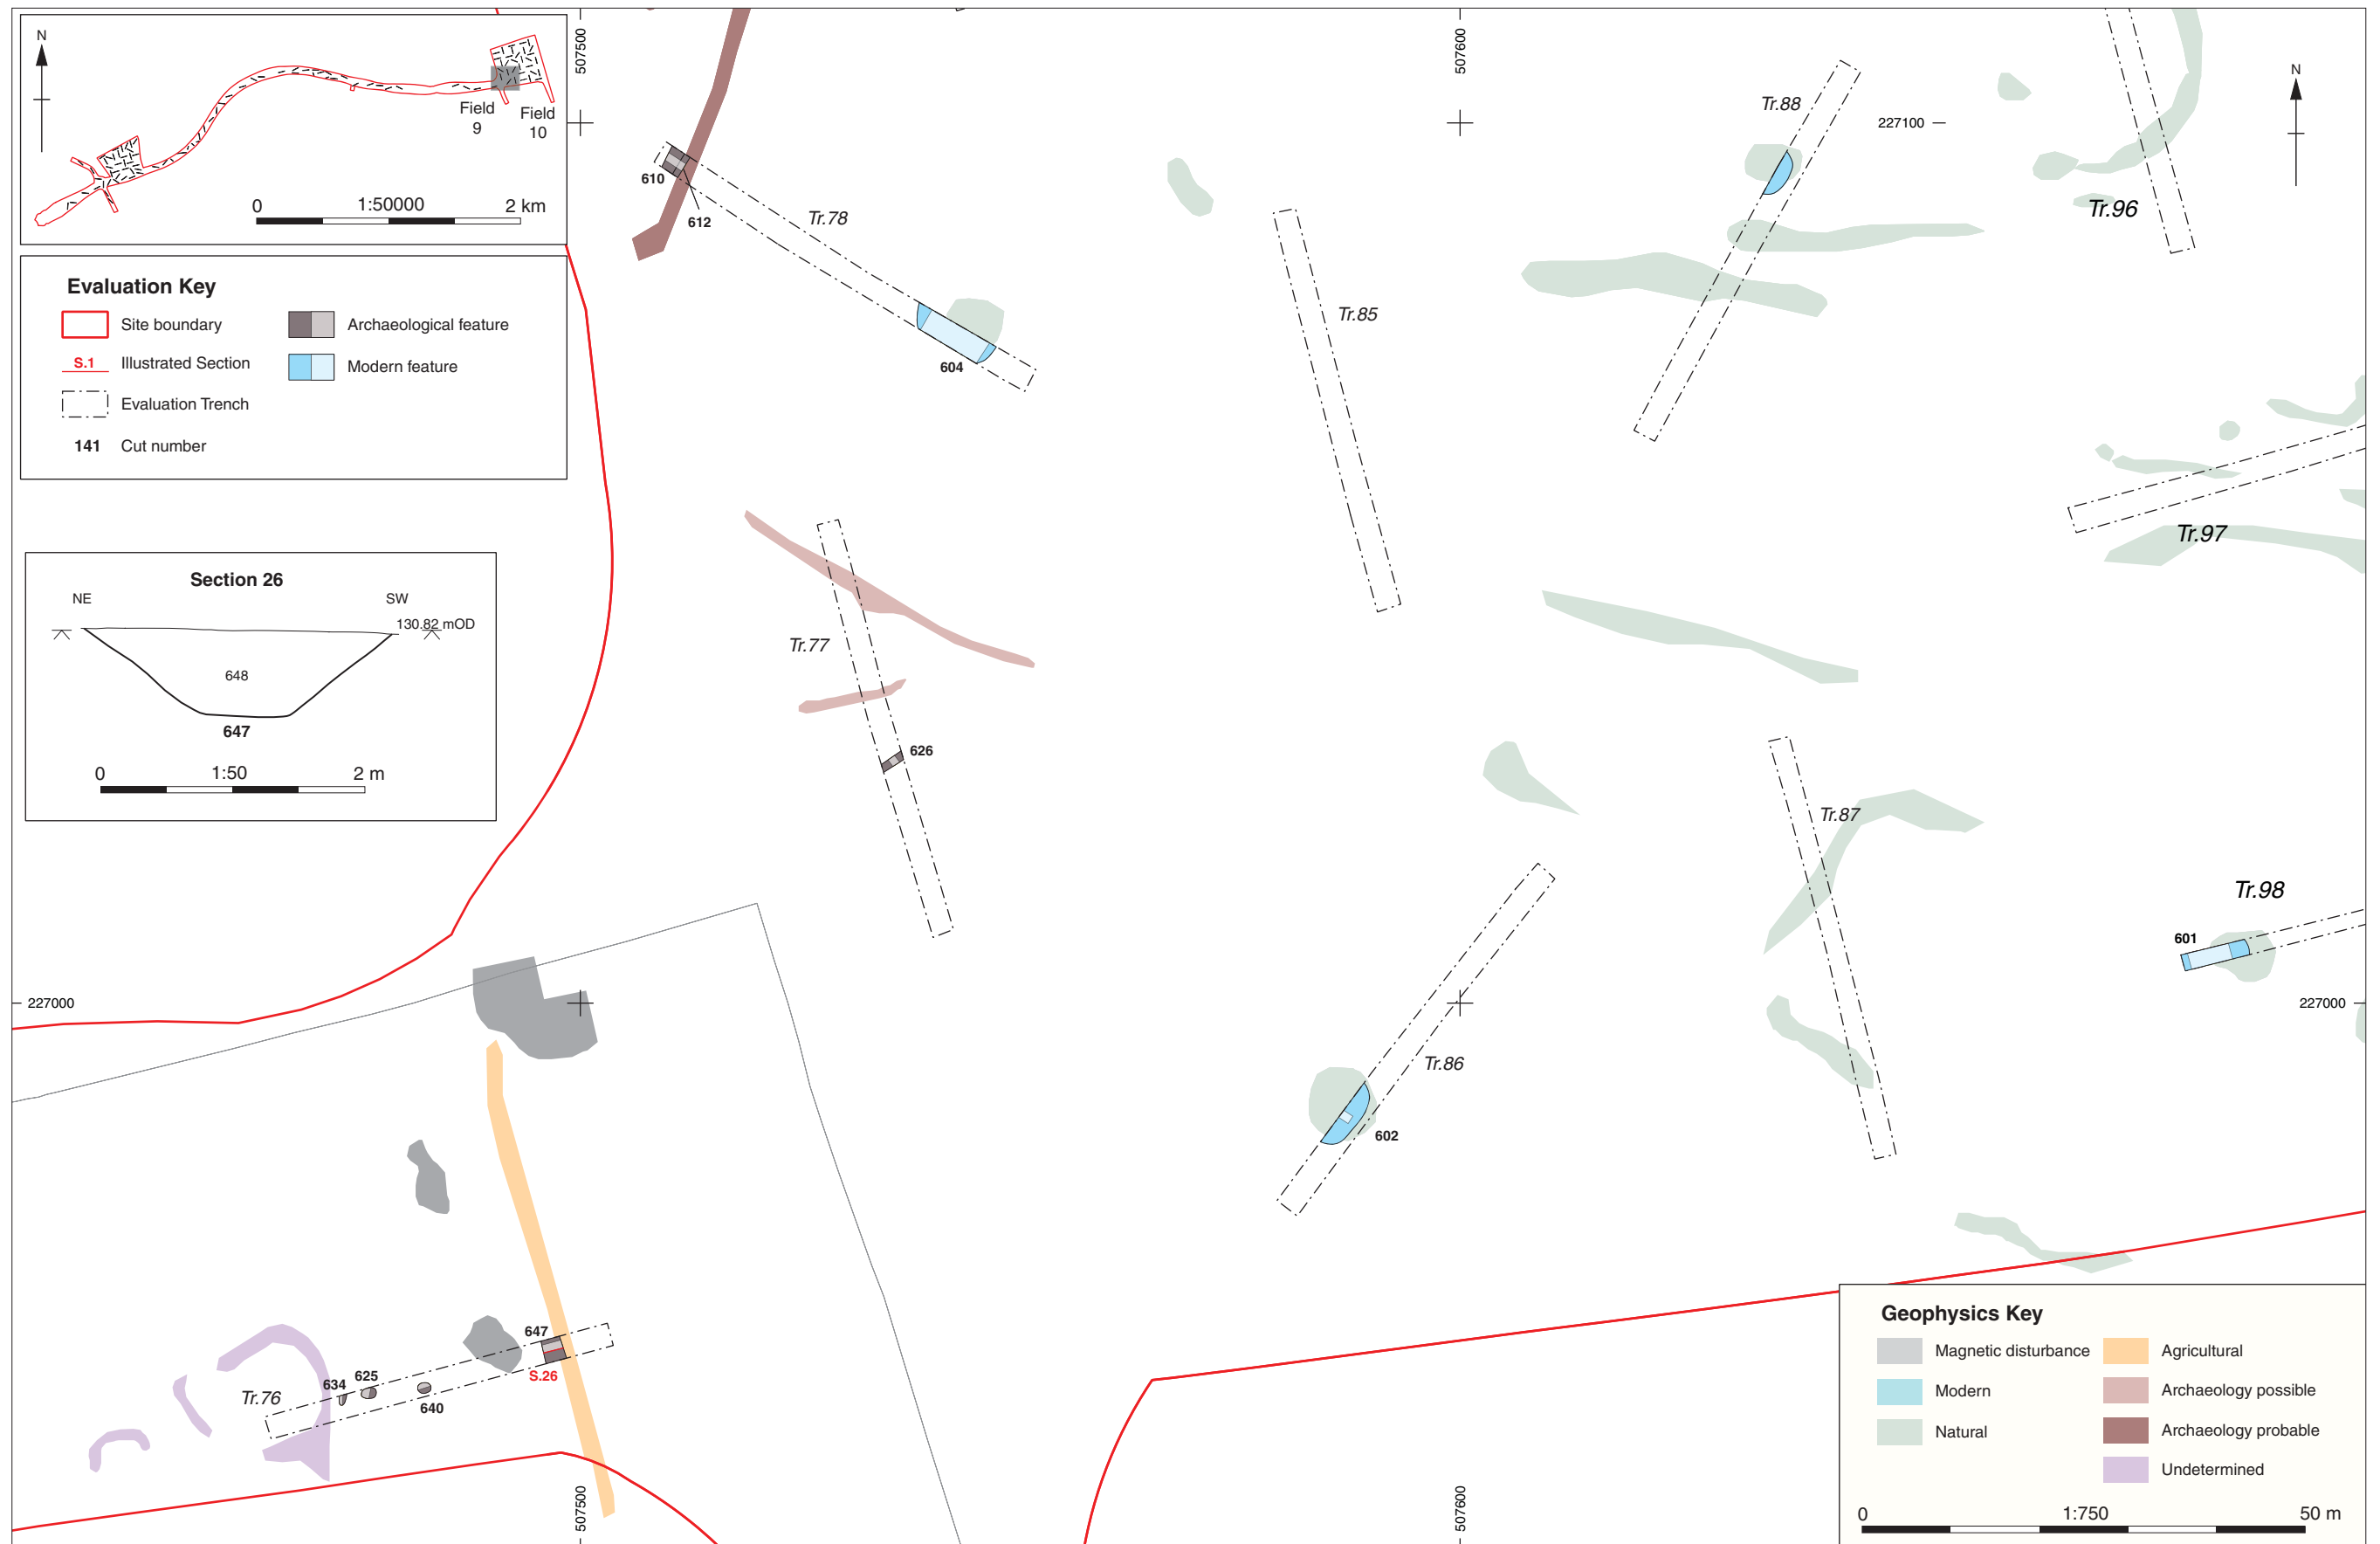 N
Field
9
Field
10
0 1:50000 2 km
Evaluation Key
Site boundary
Archaeological feature
S.1 Illustrated Section
Modern feature
Evaluation Trench
141 Cut number
Section 26
NE SW
130.82 mOD
648
647
0 1:50 2 m
507500
507600
227100
N
Tr.88
Tr.96
610
612
Tr.78
604
Tr.85
Tr.97
Tr.77
626
Tr.87
Tr.98
601
227000
227000
Tr.86
602
647
S.26
634
625
640
Tr.76
507500
507600
Geophysics Key
Magnetic disturbance
Agricultural
Modern
Archaeology possible
Natural
Archaeology probable
Undetermined
0 1:750 50 m